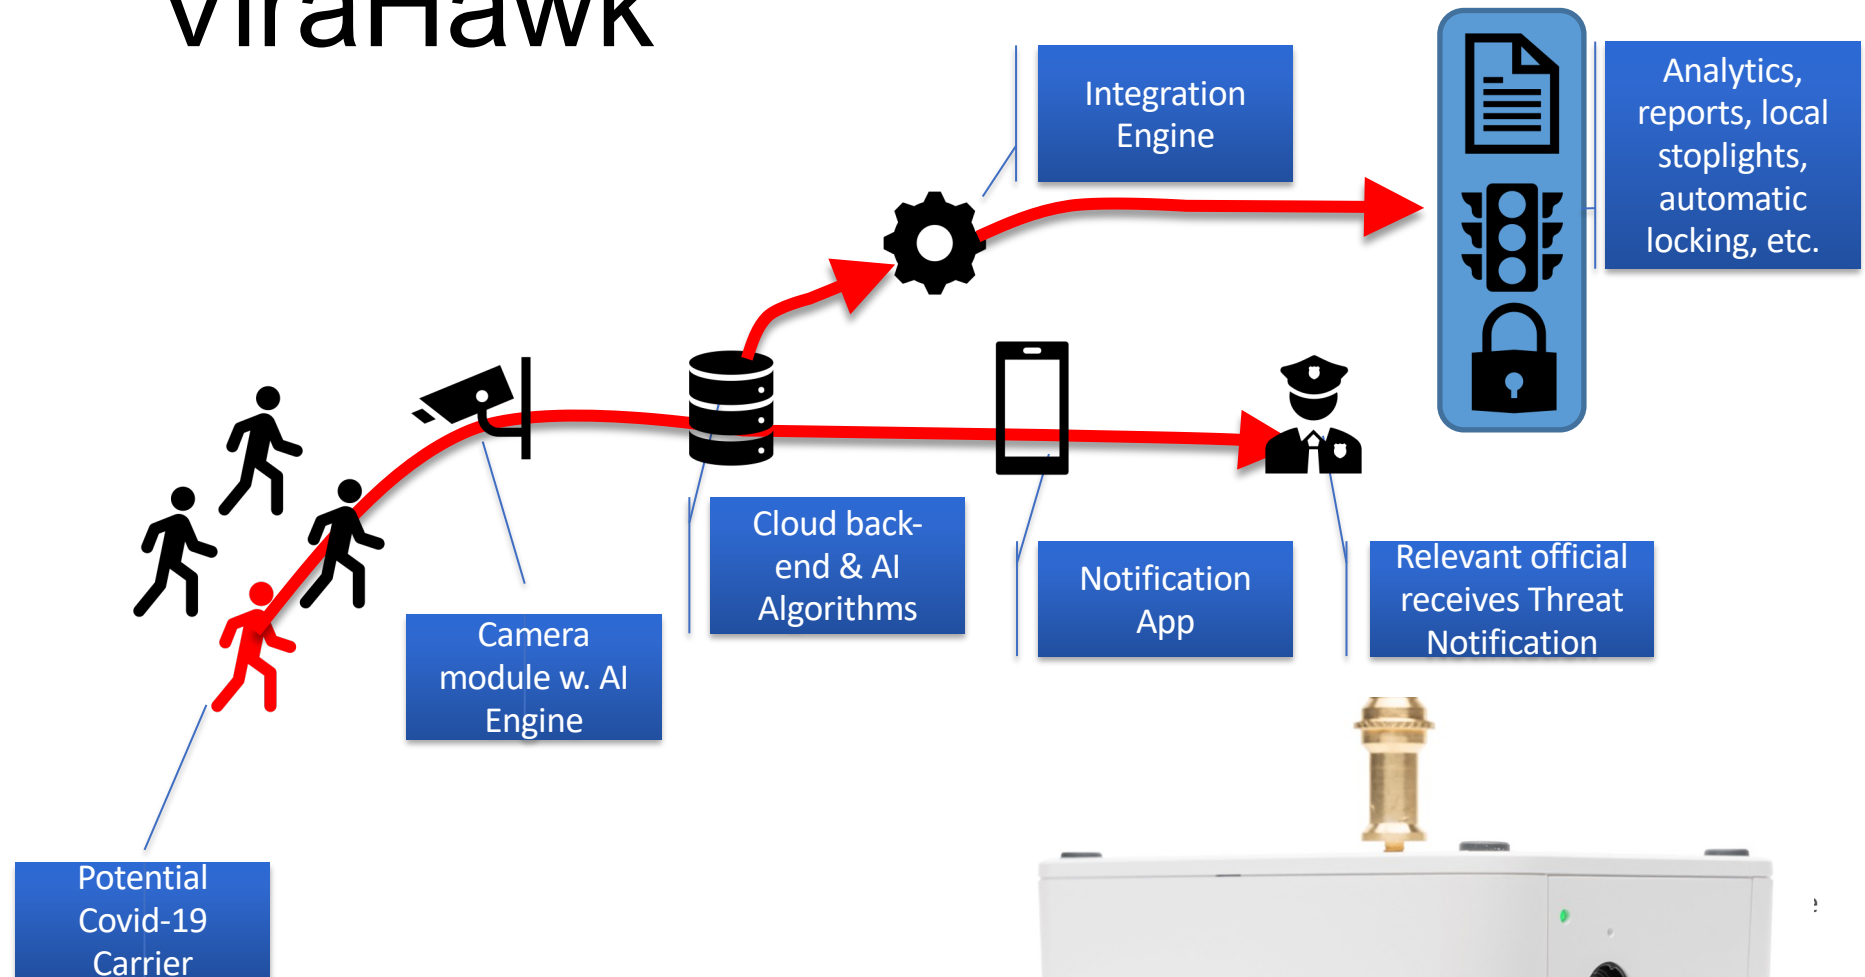 ViraHawk
Integration
Engine
Analytics,
reports, local
stoplights,
automatic
locking, etc.
Cloud back-
end & AI
Algorithms
Notification
App
Relevant official
receives Threat
Notification
Camera
module w. AI
Engine
Potential
Covid-19
Carrier